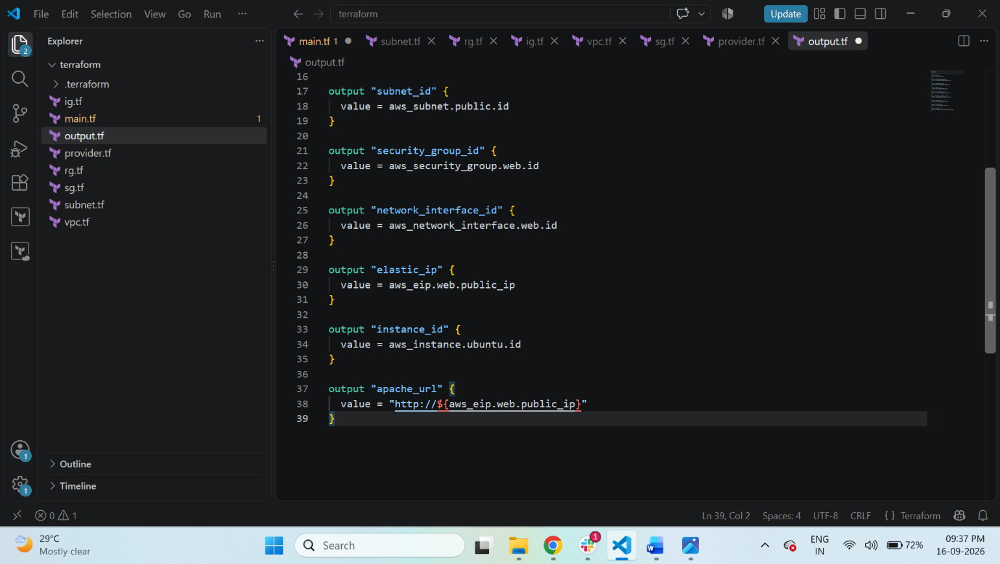 File Edit Selection View Go Run ···
terraform
Update
Explorer ···
2
terraform
.terraform
ig.tf
main.tf 1
output.tf
provider.tf
rg.tf
sg.tf
subnet.tf
vpc.tf
1
1
Outline
Timeline
main.tf 1 subnet.tf rg.tf ig.tf vpc.tf sg.tf provider.tf output.tf
output.tf
16
17 output "subnet_id" {
18 value = aws_subnet.public.id
19 }
20
21 output "security_group_id" {
22 value = aws_security_group.web.id
23 }
24
25 output "network_interface_id" {
26 value = aws_network_interface.web.id
27 }
28
29 output "elastic_ip" {
30 value = aws_eip.web.public_ip
31 }
32
33 output "instance_id" {
34 value = aws_instance.ubuntu.id
35 }
36
37 output "apache_url" {
38 value = "http://${aws_eip.web.public_ip}"
39 }
0 1 Ln 39, Col 2 Spaces: 4 UTF-8 CRLF { } Terraform
29°C
Mostly clear
Search
1
ENG
IN
72%
09:37 PM
16-09-2026